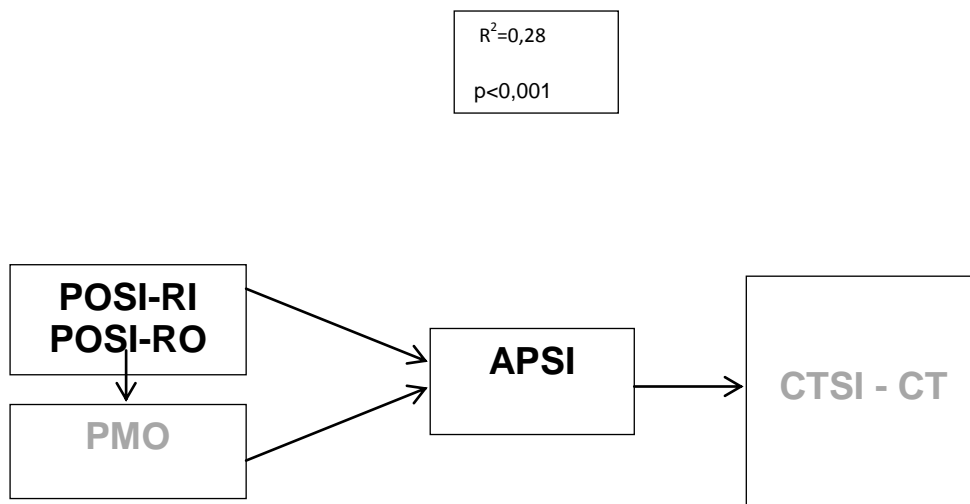 R²=0,28
p<0,001
POSI-RI
POSI-RO
APSI
CTSI - CT
PMO